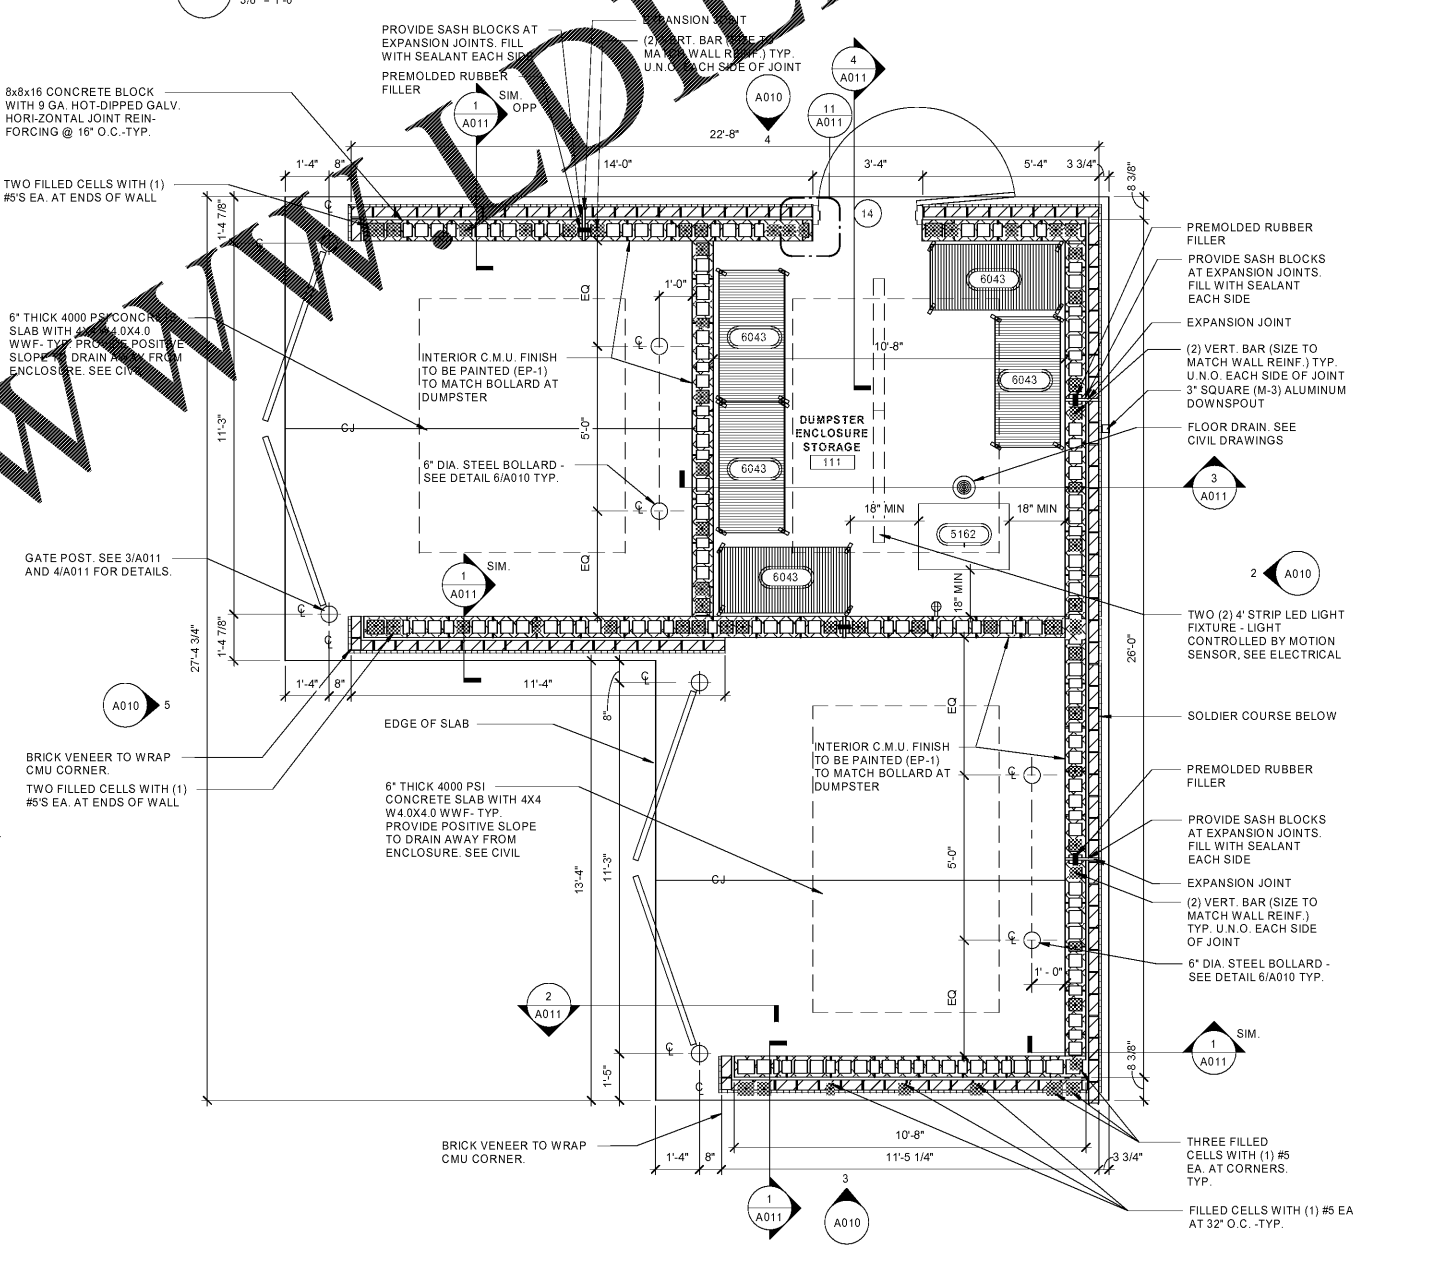 3/8" = 1'-0"
PROVIDE SASH BLOCKS AT
EXPANSION JOINTS. FILL
WITH SEALANT EACH SIDE
PREMOLDED RUBBER
FILLER
EXPANSION JOINT
(2) VERT. BAR (SIZE TO
MATCH WALL REINF.) TYP.
U.N.O. EACH SIDE OF JOINT
8x8x16 CONCRETE BLOCK
WITH 9 GA. HOT-DIPPED GALV.
HORI-ZONTAL JOINT REIN-
FORCING @ 16" O.C.-TYP.
1
A011
SIM.
OPP
A010
4
4
A011
11
A011
22'-8"
1'-4"
8"
14'-0"
3'-4"
5'-4"
3 3/4"
8 3/8"
TWO FILLED CELLS WITH (1)
#5'S EA. AT ENDS OF WALL
1'-4 7/8"
14
6" THICK 4000 PSI CONCRETE
SLAB WITH 4X4 W4.0X4.0
WWF- TYP. PROVIDE POSITIVE
SLOPE TO DRAIN AWAY FROM
ENCLOSURE. SEE CIVIL
WWW.LDIE
1'-0"
EQ
INTERIOR C.M.U. FINISH
TO BE PAINTED (EP-1)
TO MATCH BOLLARD AT
DUMPSTER
11'-3"
CJ
5'-0"
6" DIA. STEEL BOLLARD -
SEE DETAIL 6/A010 TYP.
EQ
6043
6043
6043
10'-8"
6043
DUMPSTER
ENCLOSURE
STORAGE
111
6043
18" MIN
18" MIN
5162
18" MIN
PREMOLDED RUBBER
FILLER
PROVIDE SASH BLOCKS
AT EXPANSION JOINTS.
FILL WITH SEALANT
EACH SIDE
EXPANSION JOINT
(2) VERT. BAR (SIZE TO
MATCH WALL REINF.) TYP.
U.N.O. EACH SIDE OF JOINT
3" SQUARE (M-3) ALUMINUM
DOWNSPOUT
FLOOR DRAIN. SEE
CIVIL DRAWINGS
3
A011
2
A010
TWO (2) 4' STRIP LED LIGHT
FIXTURE - LIGHT
CONTROLLED BY MOTION
SENSOR, SEE ELECTRICAL
26'-0"
SOLDIER COURSE BELOW
GATE POST. SEE 3/A011
AND 4/A011 FOR DETAILS.
1
A011
SIM.
1'-4 7/8"
27'-4 3/4"
1'-4"
8"
11'-4"
8"
A010
5
EDGE OF SLAB
BRICK VENEER TO WRAP
CMU CORNER.
TWO FILLED CELLS WITH (1)
#5'S EA. AT ENDS OF WALL
6" THICK 4000 PSI
CONCRETE SLAB WITH 4X4
W4.0X4.0 WWF- TYP.
PROVIDE POSITIVE SLOPE
TO DRAIN AWAY FROM
ENCLOSURE. SEE CIVIL
INTERIOR C.M.U. FINISH
TO BE PAINTED (EP-1)
TO MATCH BOLLARD AT
DUMPSTER
EQ
5'-0"
EQ
CJ
13'-4"
11'-3"
1'-5"
1' - 0"
2
A011
PREMOLDED RUBBER
FILLER
PROVIDE SASH BLOCKS
AT EXPANSION JOINTS.
FILL WITH SEALANT
EACH SIDE
EXPANSION JOINT
(2) VERT. BAR (SIZE TO
MATCH WALL REINF.)
TYP. U.N.O. EACH SIDE
OF JOINT
6" DIA. STEEL BOLLARD -
SEE DETAIL 6/A010 TYP.
1
A011
SIM.
8 3/8"
BRICK VENEER TO WRAP
CMU CORNER.
10'-8"
1'-4"
8"
11'-5 1/4"
3 3/4"
THREE FILLED
CELLS WITH (1) #5
EA. AT CORNERS.
TYP.
FILLED CELLS WITH (1) #5 EA
AT 32" O.C. -TYP.
1
A011
3
A010